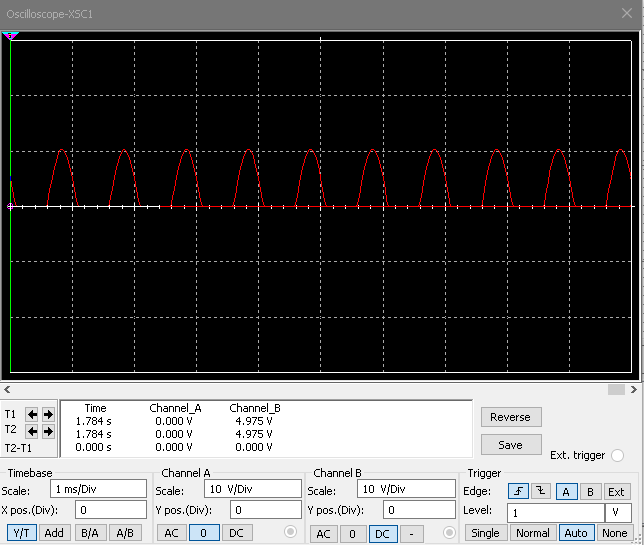 Oscilloscope-XSC1
T1
T2
T2-T1
Time Channel_A Channel_B
1.784 s 0.000 V 4.975 V
1.784 s 0.000 V 4.975 V
0.000 s 0.000 V 0.000 V
Reverse
Save
Ext. trigger
Timebase
Scale: 1 ms/Div
X pos.(Div): 0
Y/T Add B/A A/B
Channel A
Scale: 10 V/Div
Y pos.(Div): 0
AC 0 DC
Channel B
Scale: 10 V/Div
Y pos.(Div): 0
AC 0 DC -
Trigger
Edge: A B Ext
Level: 1 V
Single Normal Auto None